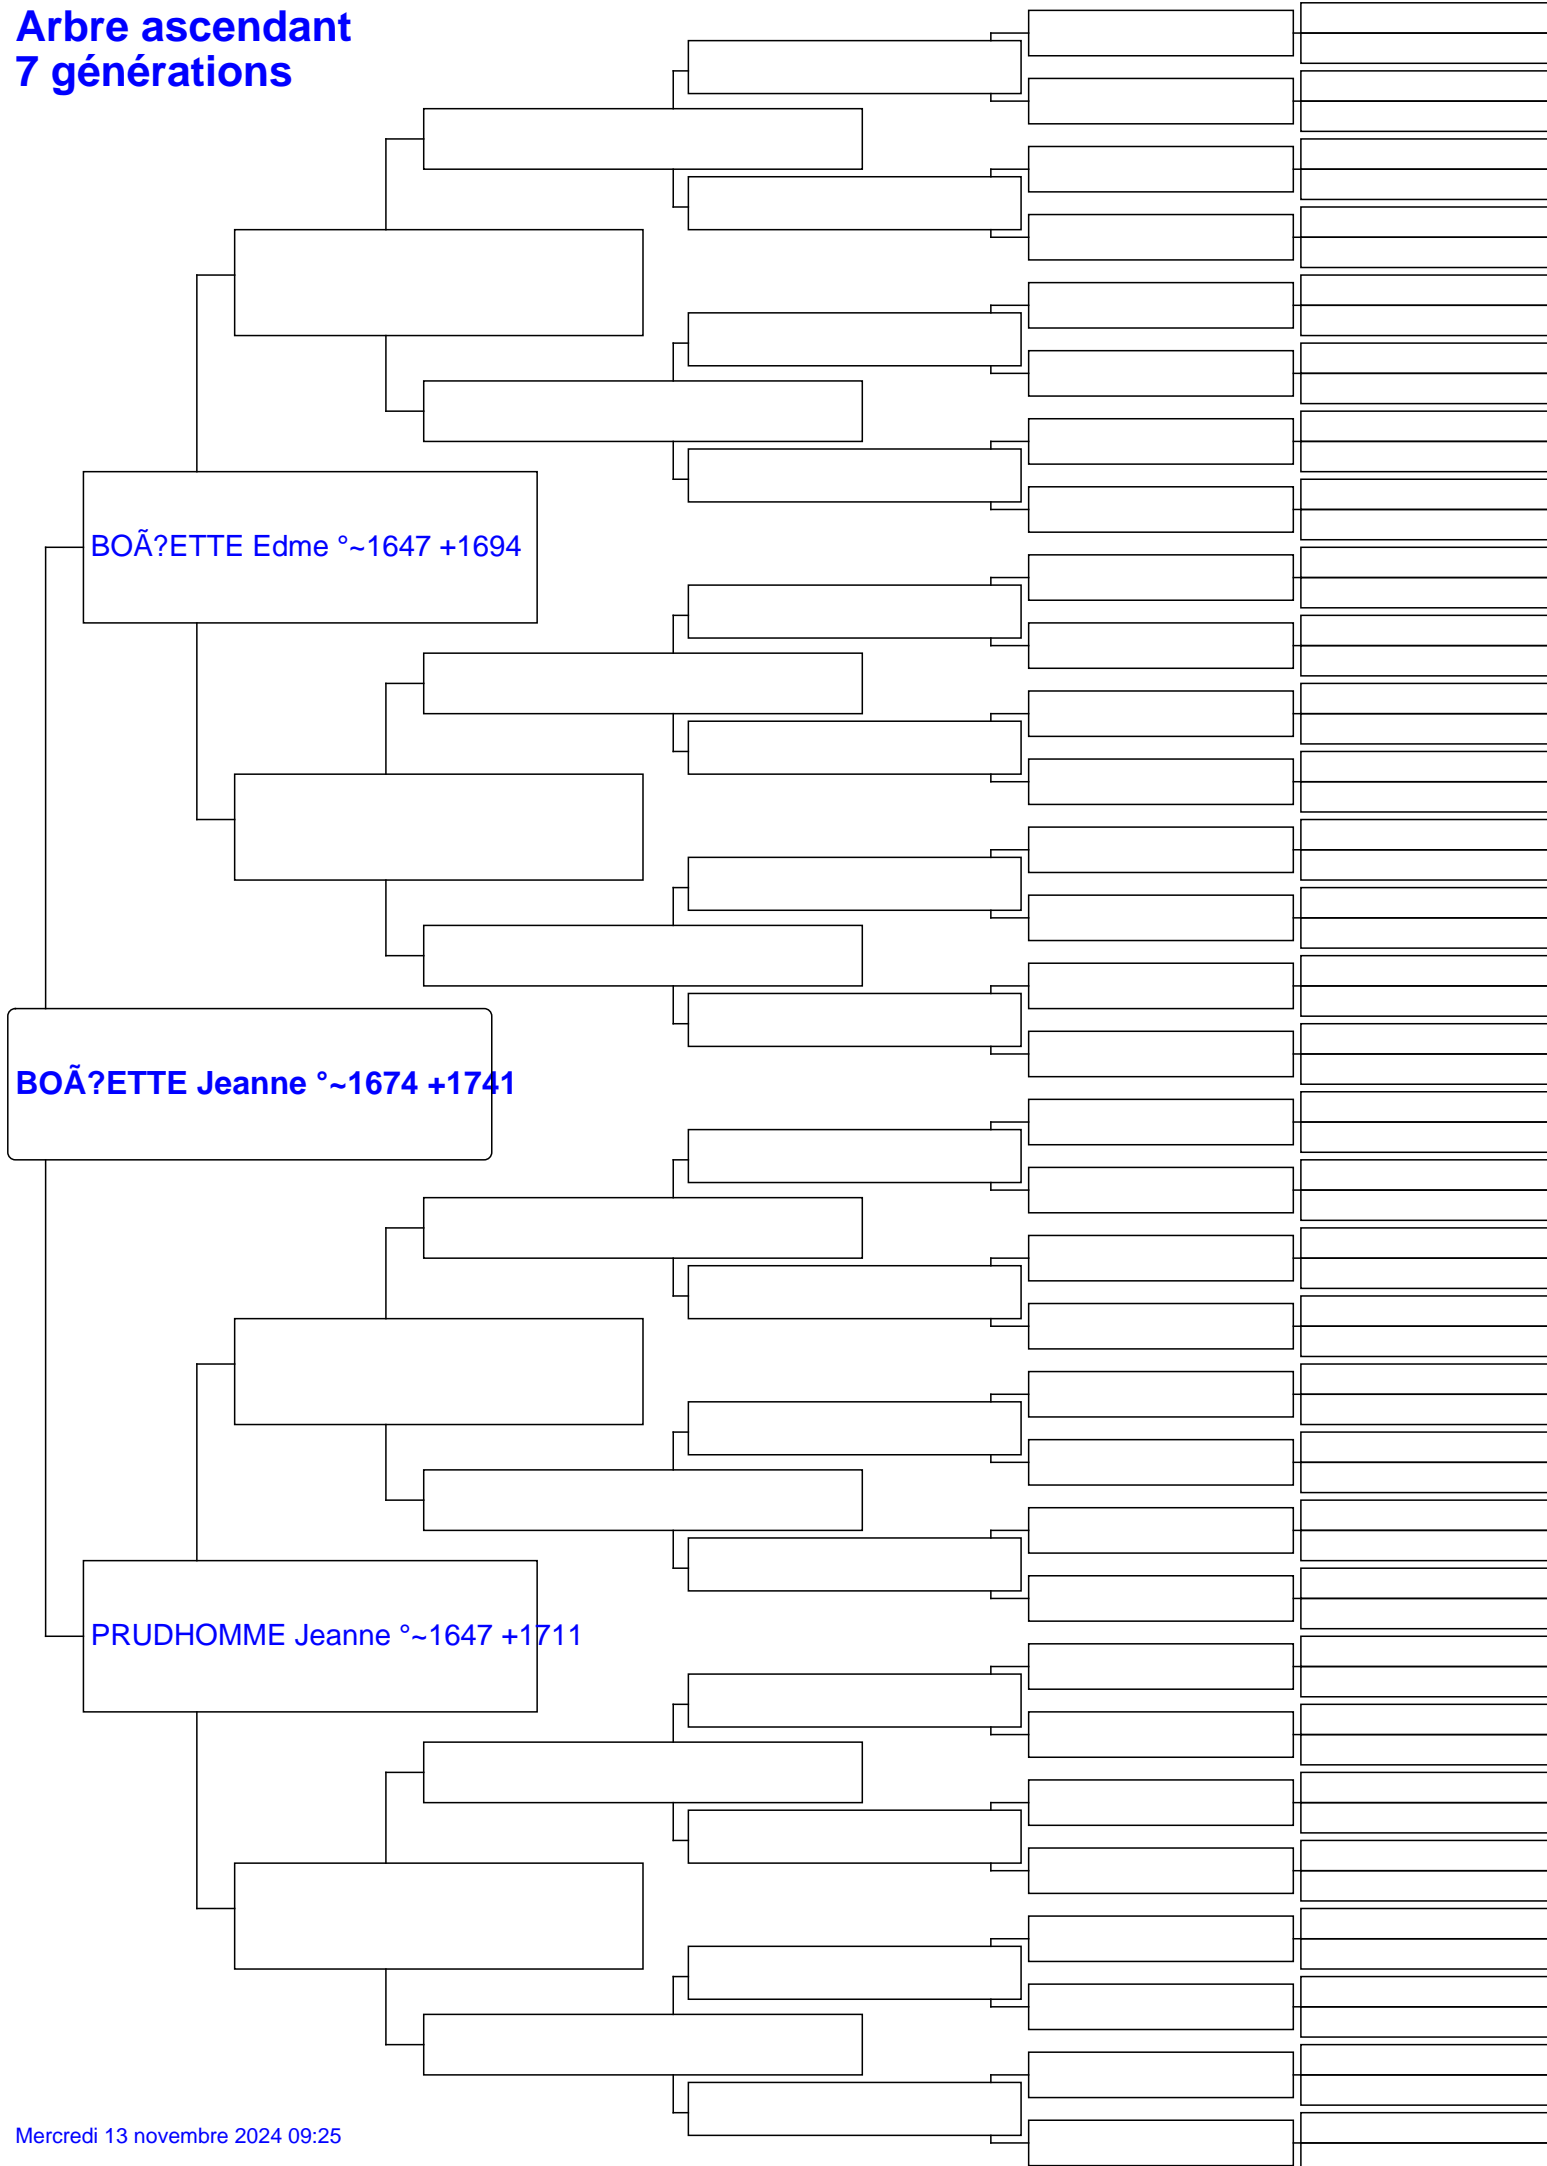 Arbre ascendant
7 générations
BOÃ?ETTE Edme °~1647 +1694
BOÃ?ETTE Jeanne °~1674 +1741
PRUDHOMME Jeanne °~1647 +1711
Mercredi 13 novembre 2024 09:25